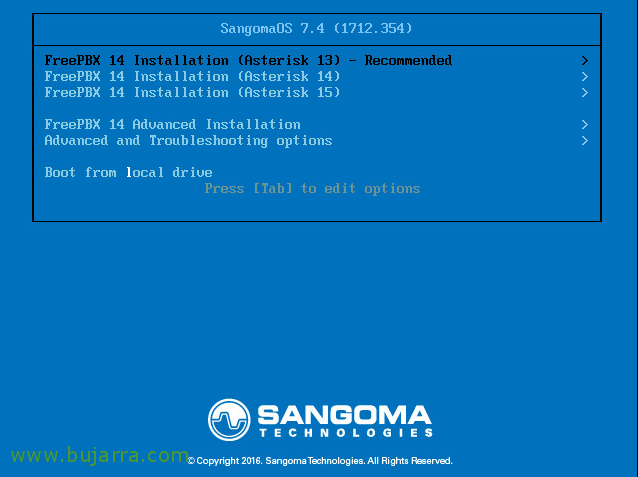 SangomaOS 7.4 (1712.354)
FreePBX 14 Installation (Asterisk 13) - Recommended >
FreePBX 14 Installation (Asterisk 14) >
FreePBX 14 Installation (Asterisk 15) >
FreePBX 14 Advanced Installation >
Advanced and Troubleshooting options >
Boot from local drive
Press [Tab] to edit options
SANGOMA
TECHNOLOGIES
www.bujarra.com
© Copyright 2016. Sangoma Technologies. All Rights Reserved.